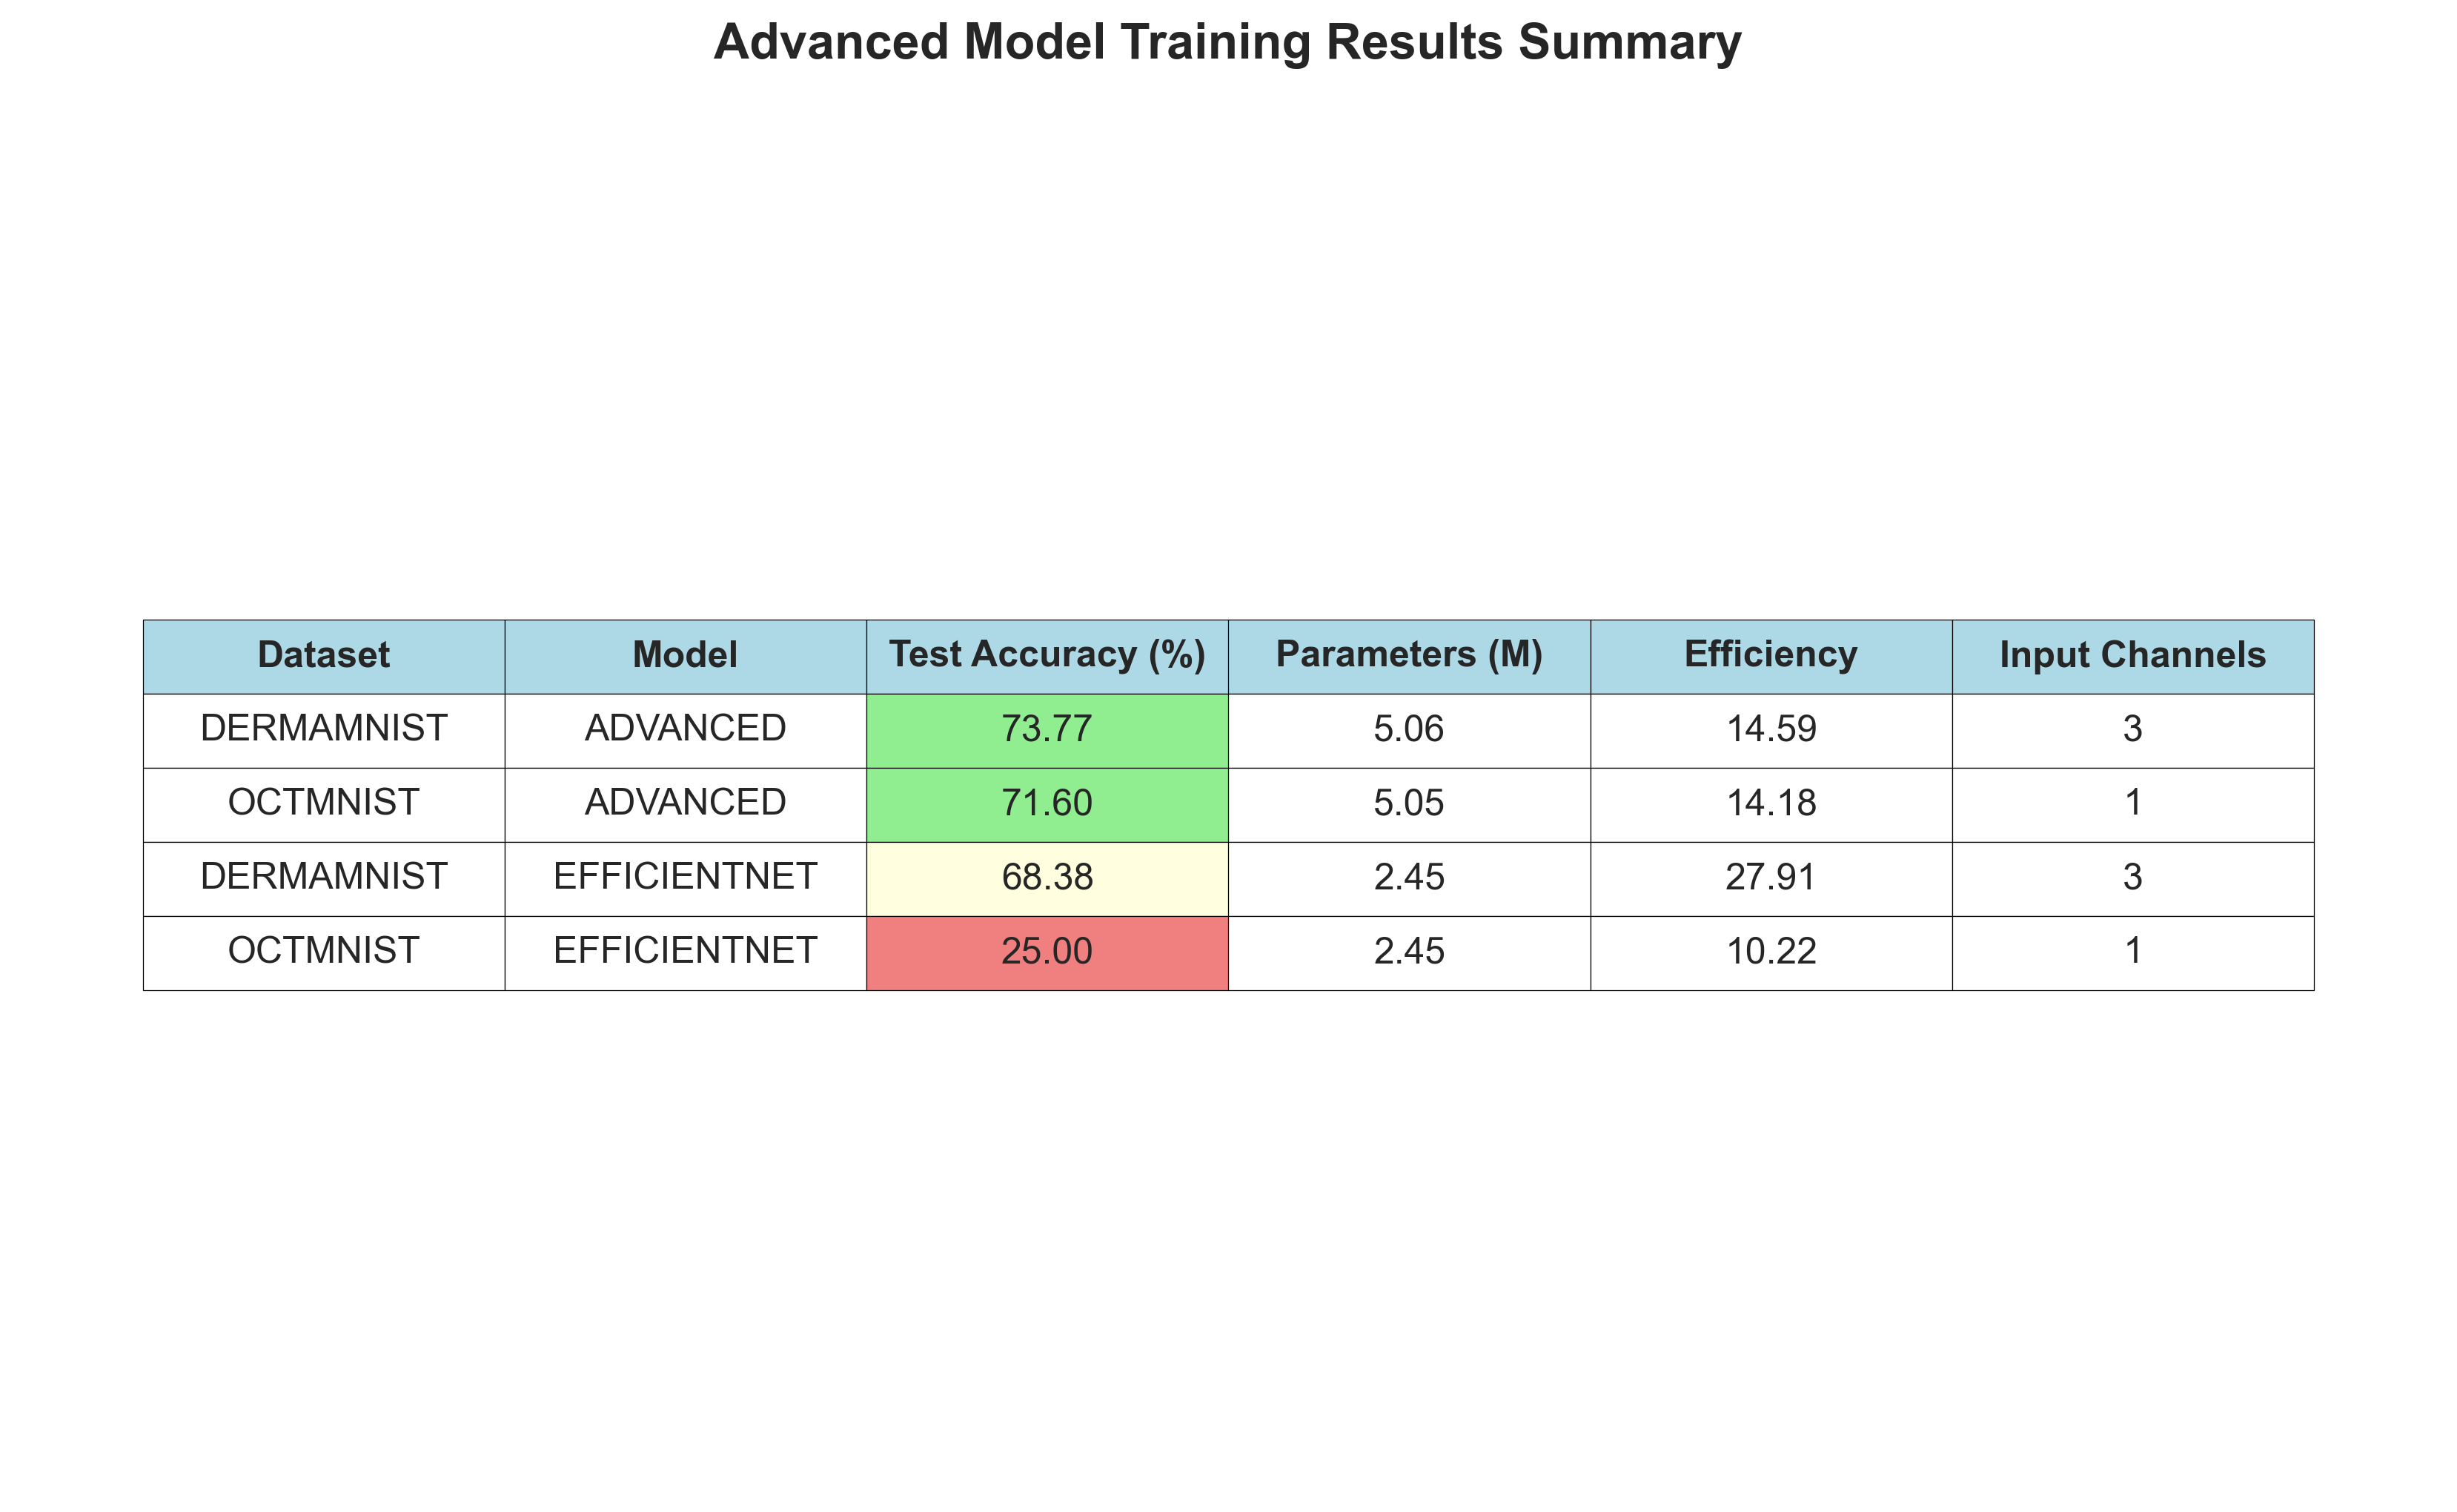 Advanced Model Training Results Summary
Dataset Model Test Accuracy (%) Parameters (M) Efficiency Input Channels
DERMAMNIST ADVANCED 73.77 5.06 14.59 3
OCTMNIST ADVANCED 71.60 5.05 14.18 1
DERMAMNIST EFFICIENTNET 68.38 2.45 27.91 3
OCTMNIST EFFICIENTNET 25.00 2.45 10.22 1